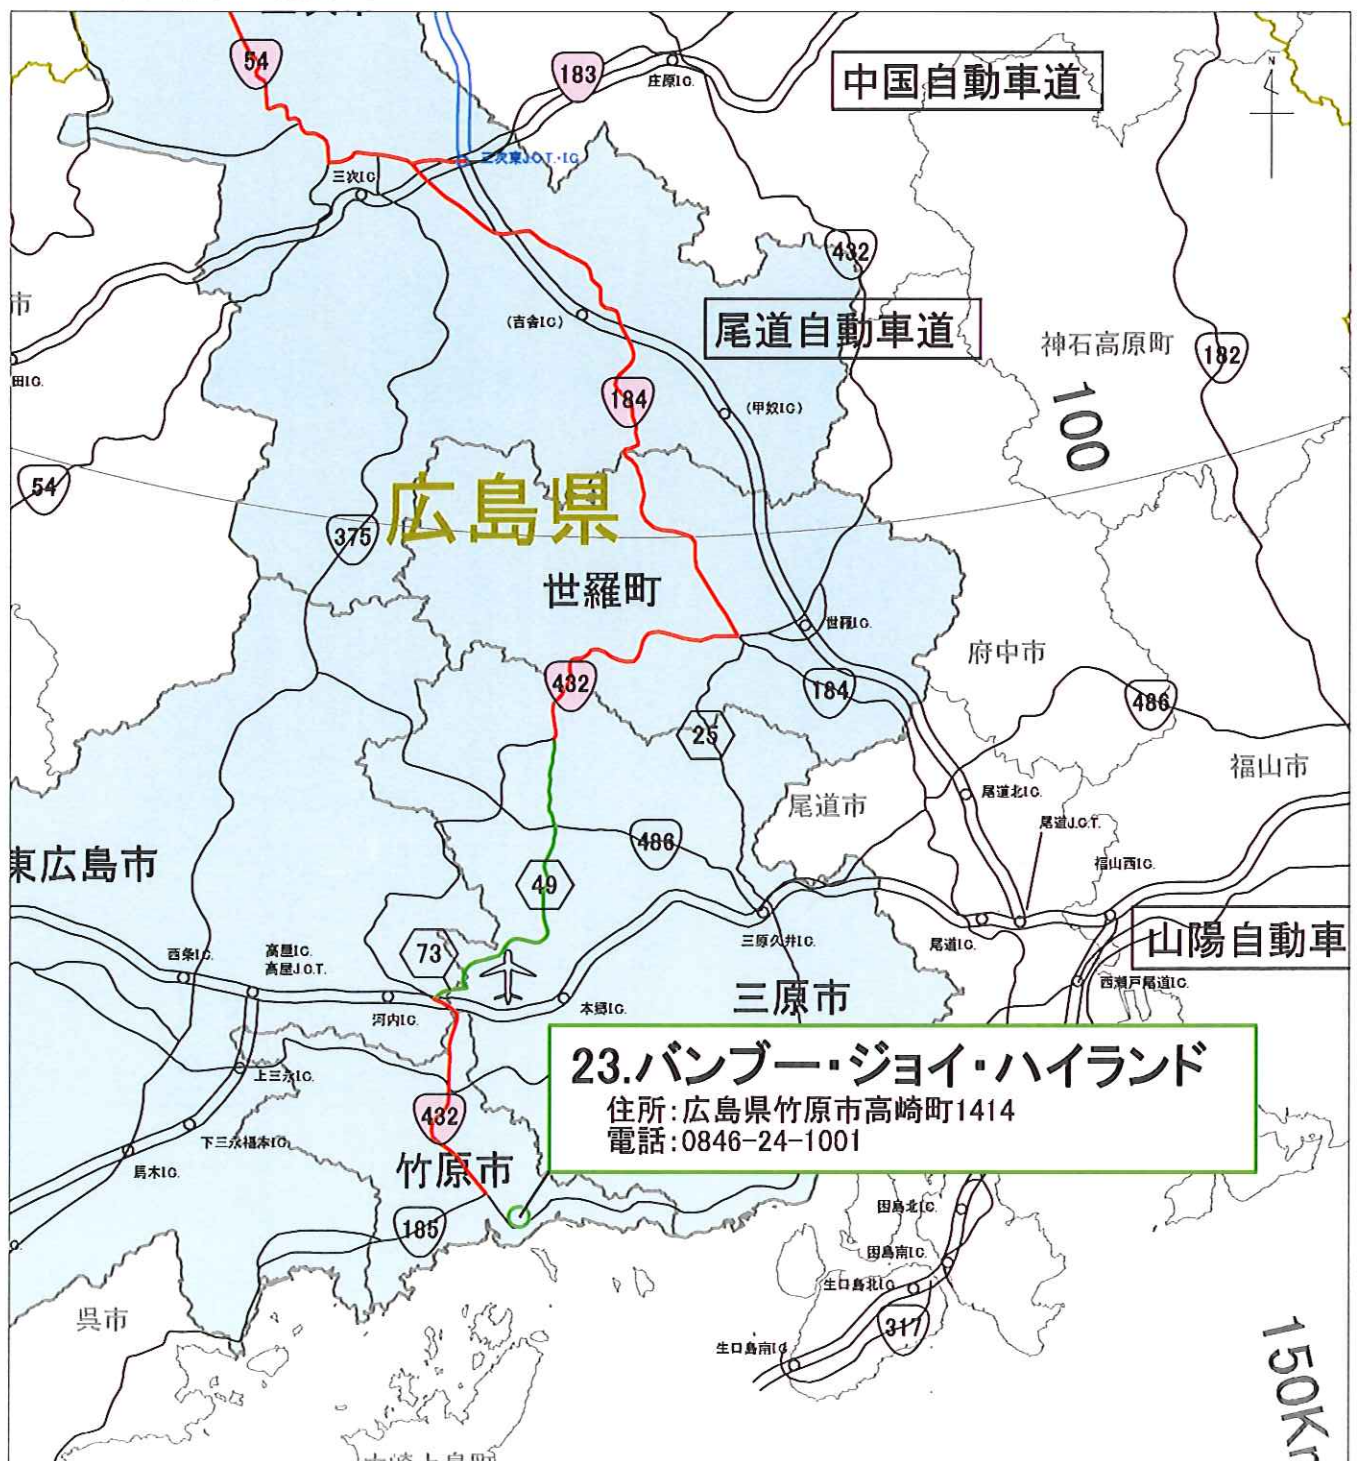 54
183
庄原IC.
中国自動車道
N
三次東J.C.T.・IC
三次IC
432
市
(吉舎IC)
尾道自動車道
神石高原町
182
田IC.
184
(甲奴IC)
100
54
広島県
375
世羅町
世羅IC.
府中市
432
184
486
25
福山市
尾道北IC.
尾道市
尾道J.C.T.
486
東広島市
福山西IC.
49
三原久井IC.
尾道IC.
山陽自動車
73
西条IC.
高屋IC.
高屋J.C.T.
西瀬戸尾道IC.
河内IC.
本郷IC.
三原市
23.バンブー・ジョイ・ハイランド
住所:広島県竹原市高崎町1414
電話:0846-24-1001
上三永IC.
432
下三永福本IC.
馬木IC.
竹原市
185
因島北IC.
因島南IC.
生口島北IC.
呉市
317
生口島南IC
150Km
大崎上島町